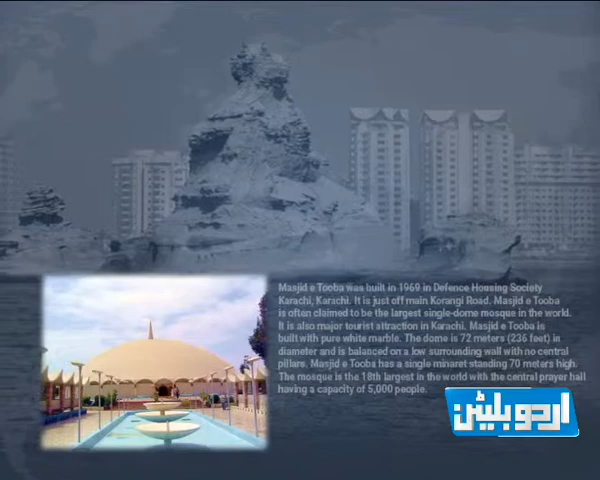 Masjid e Tooba was built in 1969 in Defence Housing Society
Karachi, Karachi. It is just off main Korangi Road. Masjid e Tooba
is often claimed to be the largest single-dome mosque in the world.
It is also major tourist attraction in Karachi. Masjid e Tooba is
built with pure white marble. The dome is 72 meters (236 feet) in
diameter and is balanced on a low surrounding wall with no central
pillars. Masjid e Tooba has a single minaret standing 70 meters high.
The mosque is the 18th largest in the world with the central prayer hall
having a capacity of 5,000 people.
اردو بلیٹن